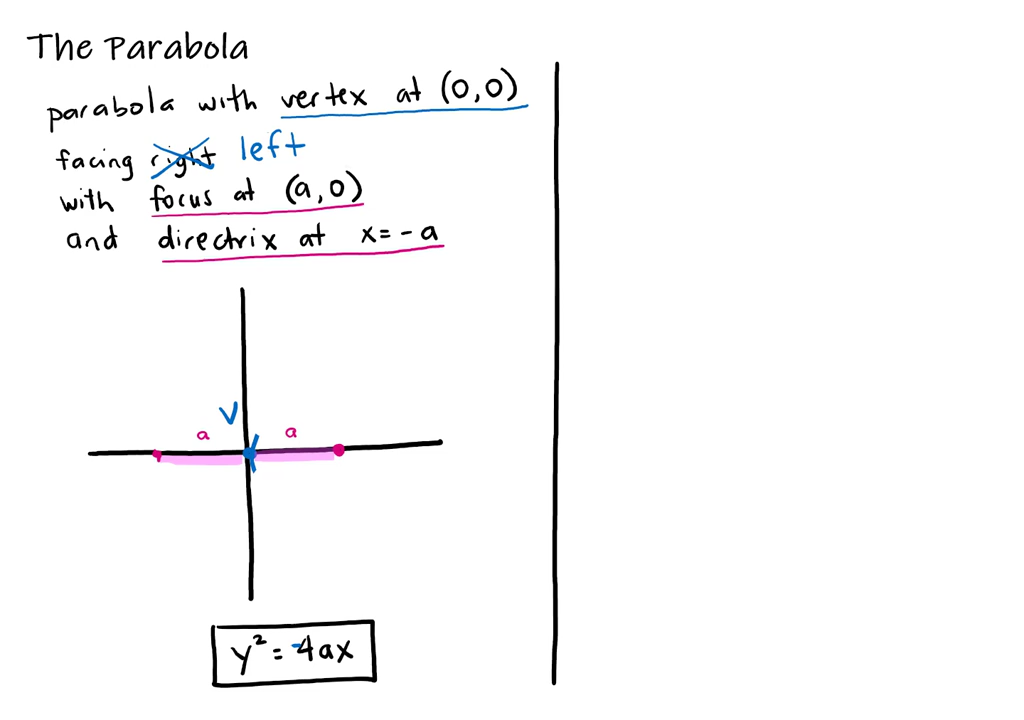 The Parabola
parabola with vertex at (0,0)
facing right left
with focus at (a,0)
and directrix at x = -a
V
a a
y² = -4ax